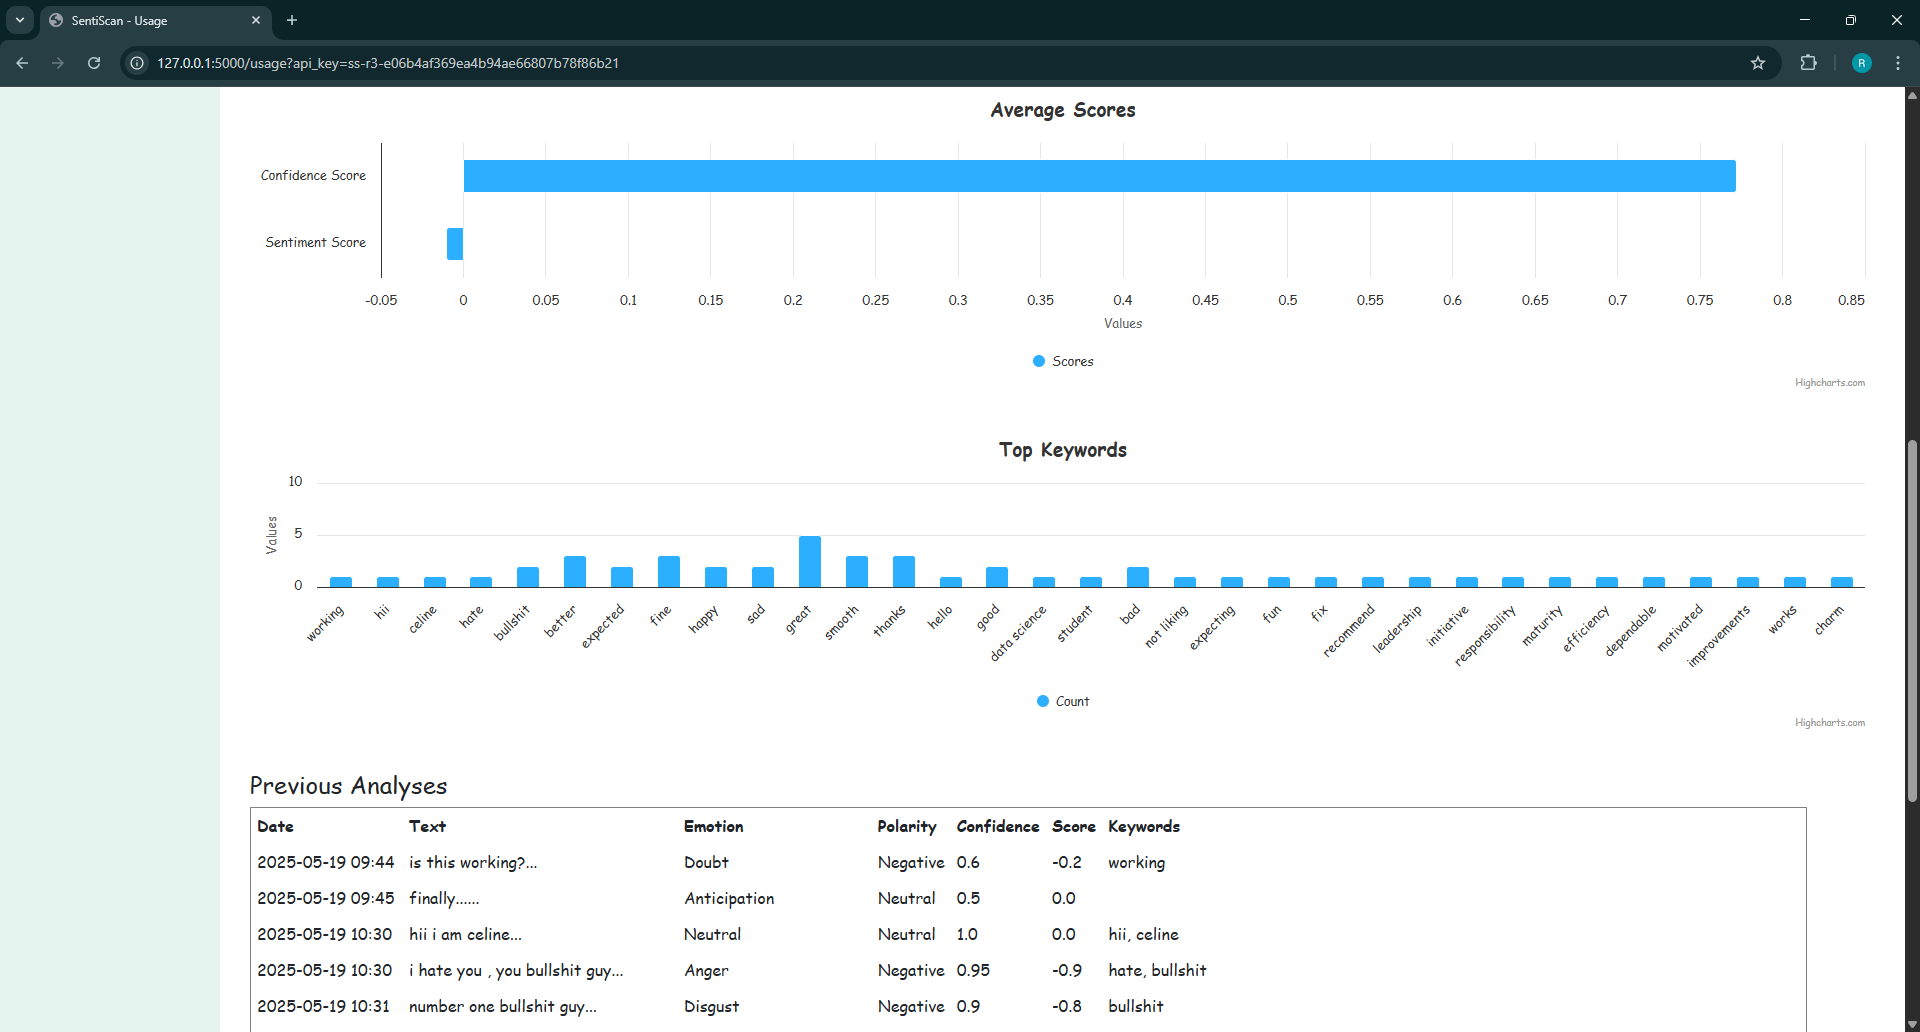 SentiScan - Usage
127.0.0.1:5000/usage?api_key=ss-r3-e06b4af369ea4b94ae66807b78f86b21
R
Average Scores
Confidence Score
Sentiment Score
-0.05 0 0.05 0.1 0.15 0.2 0.25 0.3 0.35 0.4 0.45 0.5 0.55 0.6 0.65 0.7 0.75 0.8 0.85
Values
Scores
Highcharts.com
Top Keywords
Values
10
5
0
working hii celine hate bullshit better expected fine happy sad great smooth thanks hello good data science student bad not liking expecting fun fix recommend leadership initiative responsibility maturity efficiency dependable motivated improvements works charm
Count
Highcharts.com
Previous Analyses
Date Text Emotion Polarity Confidence Score Keywords
2025-05-19 09:44 is this working?... Doubt Negative 0.6 -0.2 working
2025-05-19 09:45 finally...... Anticipation Neutral 0.5 0.0
2025-05-19 10:30 hii i am celine... Neutral Neutral 1.0 0.0 hii, celine
2025-05-19 10:30 i hate you , you bullshit guy... Anger Negative 0.95 -0.9 hate, bullshit
2025-05-19 10:31 number one bullshit guy... Disgust Negative 0.9 -0.8 bullshit